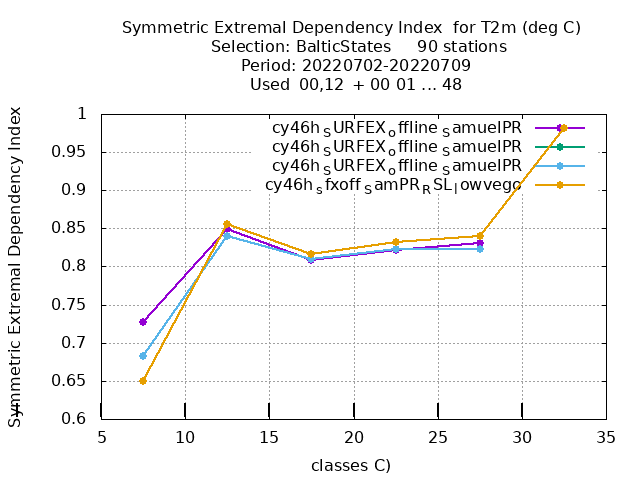 Symmetric Extremal Dependency Index for T2m (deg C)
Selection: BalticStates 90 stations
Period: 20220702-20220709
Used 00,12 + 00 01 ... 48
Symmetric Extremal Dependency Index
cy46h_SURFEX_offline_SamuelPR
cy46h_SURFEX_offline_SamuelPR
cy46h_SURFEX_offline_SamuelPR
cy46h_sfxoff_SamPR_RSL_lowvego
1
0.95
0.9
0.85
0.8
0.75
0.7
0.65
0.6
5 10 15 20 25 30 35
classes C)